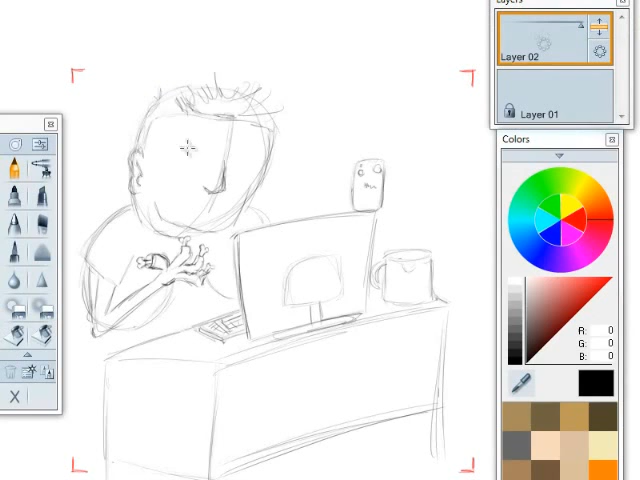 Layers
Layer 02
Layer 01
Colors
R: 0
G: 0
B: 0
X